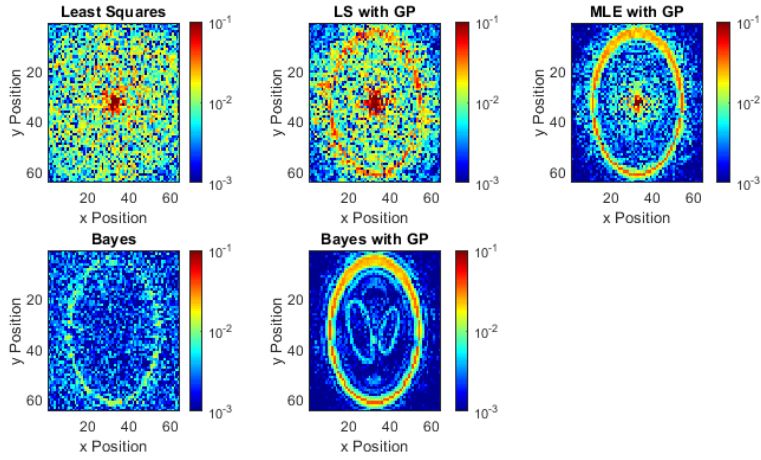 Least Squares
10⁻¹
10⁻²
10⁻³
20
40
60
y Position
20 40 60
x Position
LS with GP
10⁻¹
10⁻²
10⁻³
20
40
60
y Position
20 40 60
x Position
MLE with GP
10⁻¹
10⁻²
10⁻³
20
40
60
y Position
20 40 60
x Position
Bayes
10⁻¹
10⁻²
10⁻³
20
40
60
y Position
20 40 60
x Position
Bayes with GP
10⁻¹
10⁻²
10⁻³
20
40
60
y Position
20 40 60
x Position